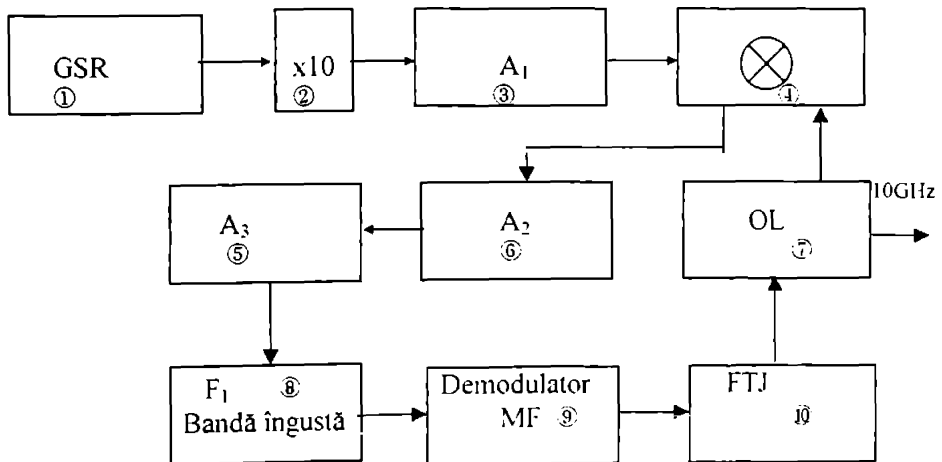 GSR
①
x10
②
A₁
③
④
A₃
⑤
A₂
⑥
OL
⑦
10GHz
F₁ ⑧
Bandă îngustă
Demodulator
MF ⑨
FTJ
⑩